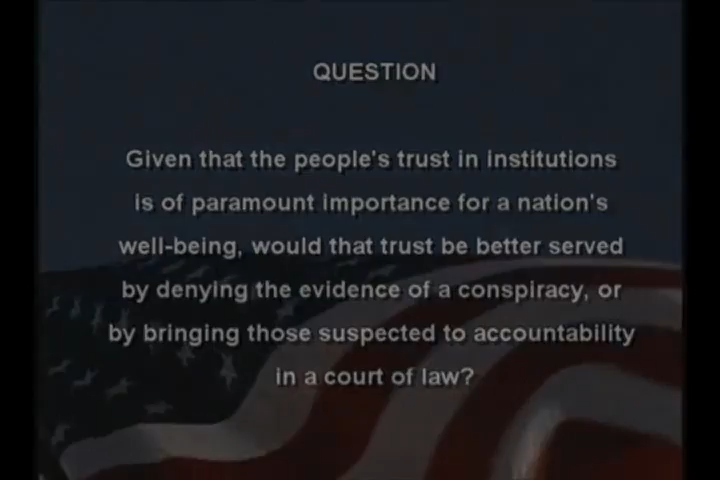 QUESTION
Given that the people's trust in institutions
is of paramount importance for a nation's
well-being, would that trust be better served
by denying the evidence of a conspiracy, or
by bringing those suspected to accountability
in a court of law?